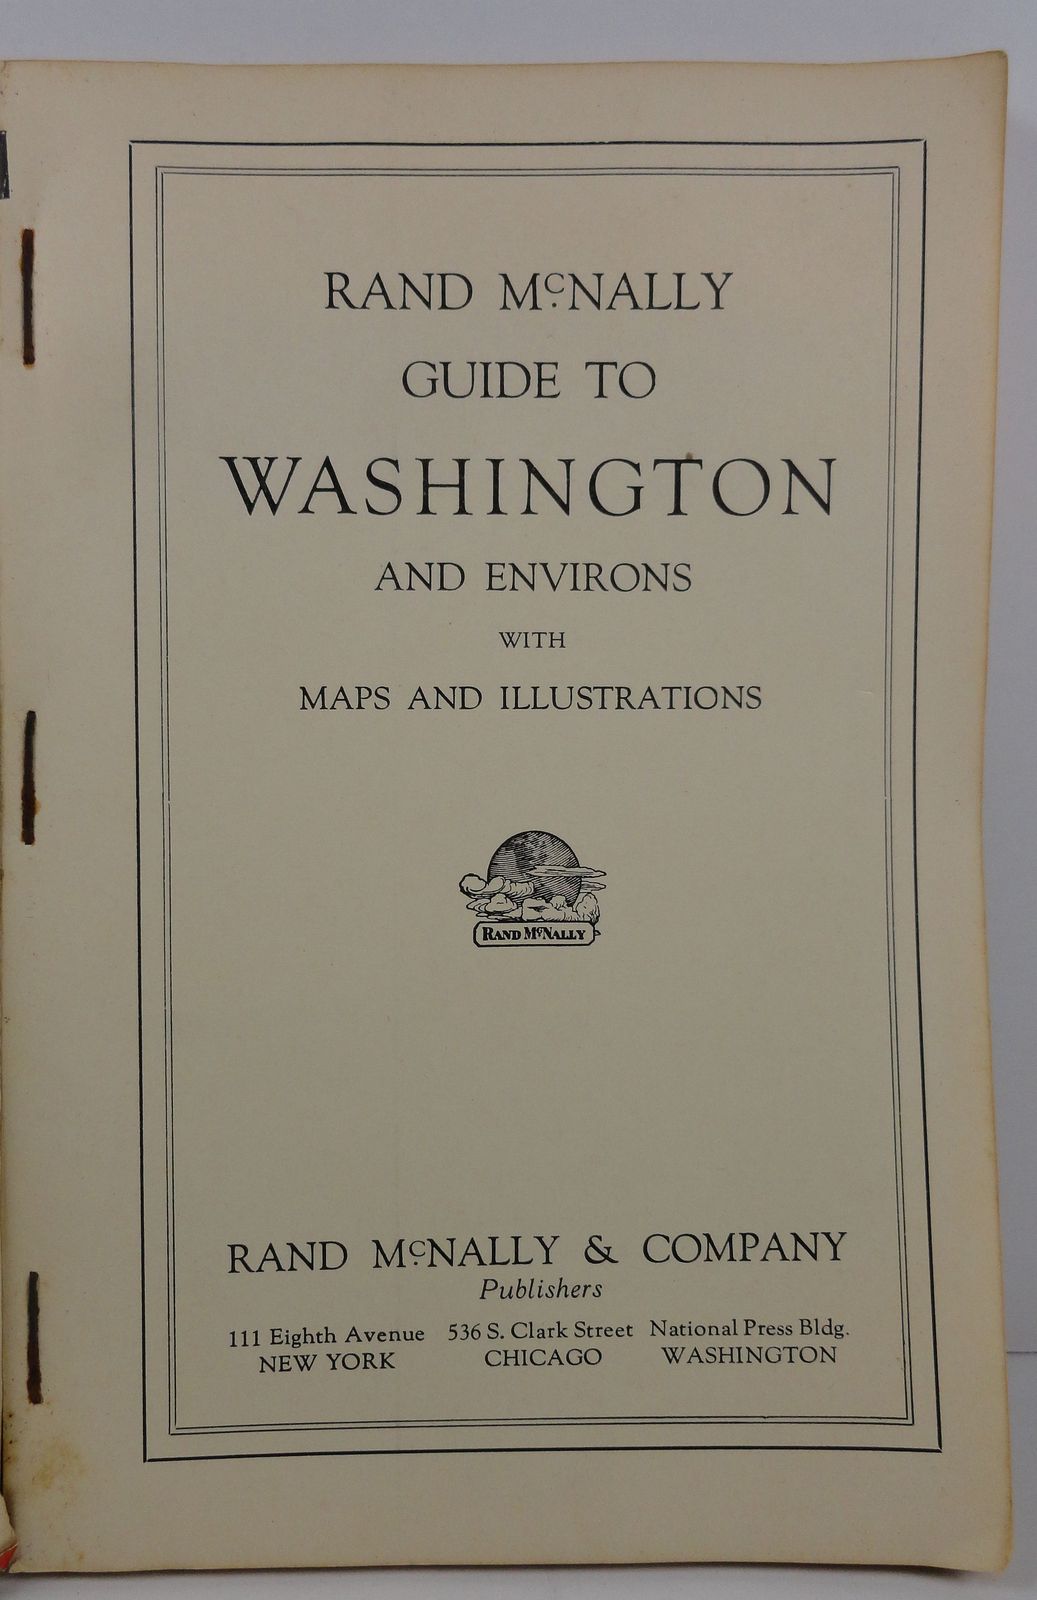 RAND McNALLY
GUIDE TO
WASHINGTON
AND ENVIRONS
WITH
MAPS AND ILLUSTRATIONS
RAND McNALLY
RAND McNALLY & COMPANY
Publishers
111 Eighth Avenue 536 S. Clark Street National Press Bldg.
NEW YORK CHICAGO WASHINGTON